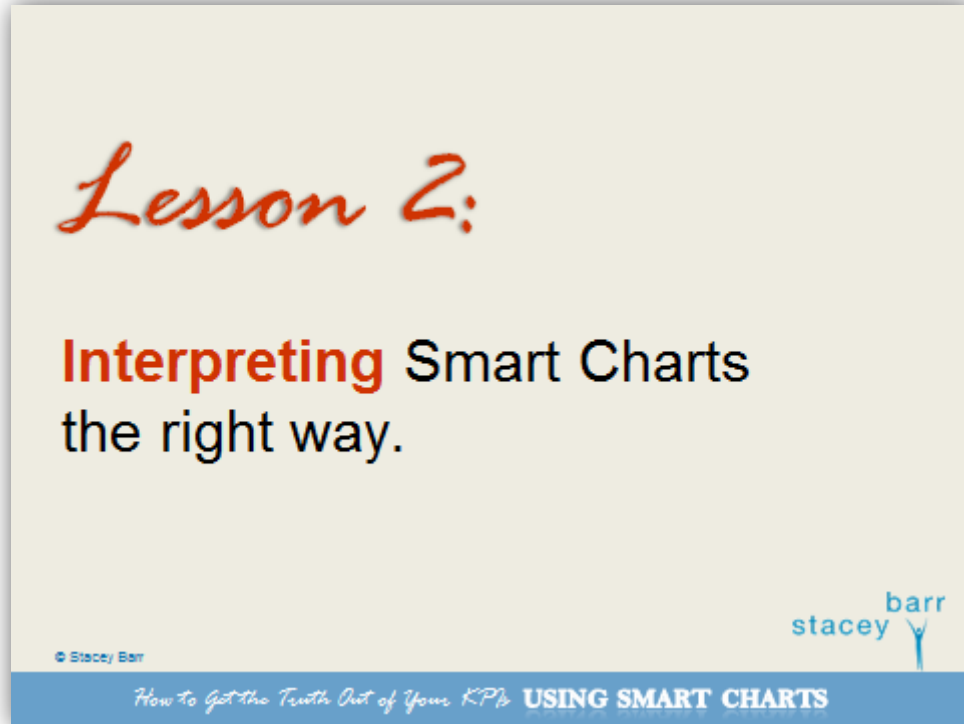 Lesson 2:
Interpreting Smart Charts
the right way.
barr
stacey
© Stacey Barr
How to Get the Truth Out of Your KPIs USING SMART CHARTS